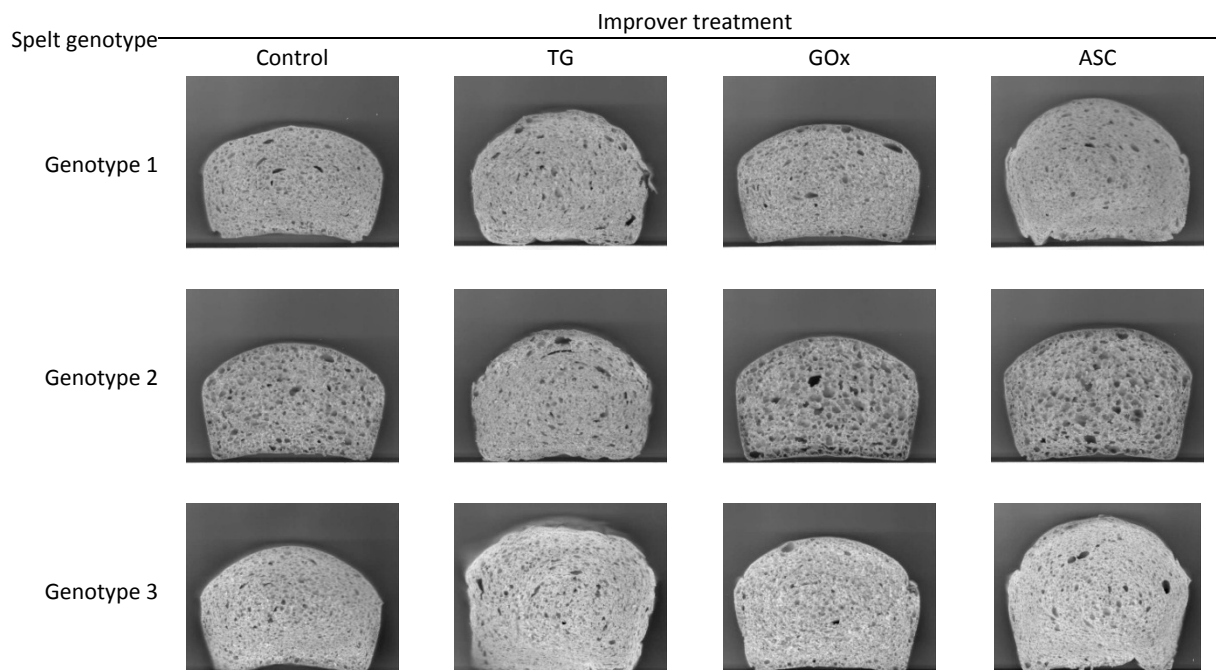 Improver treatment
Spelt genotype
Control TG GOx ASC
Genotype 1
Genotype 2
Genotype 3